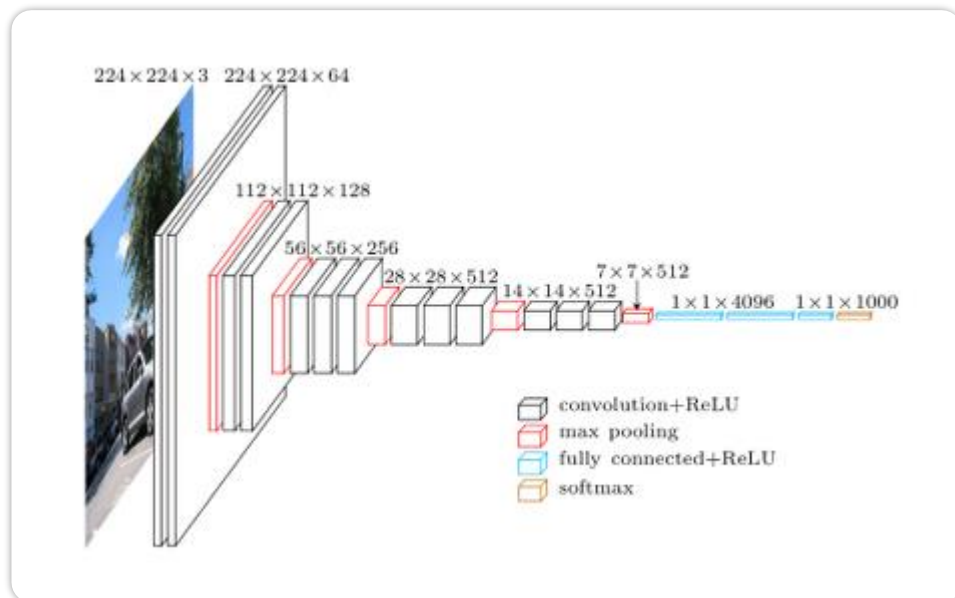 224×224×3
224×224×64
112×112×128
56×56×256
28×28×512
14×14×512
7×7×512
1×1×4096
1×1×1000
convolution+ReLU
max pooling
fully connected+ReLU
softmax